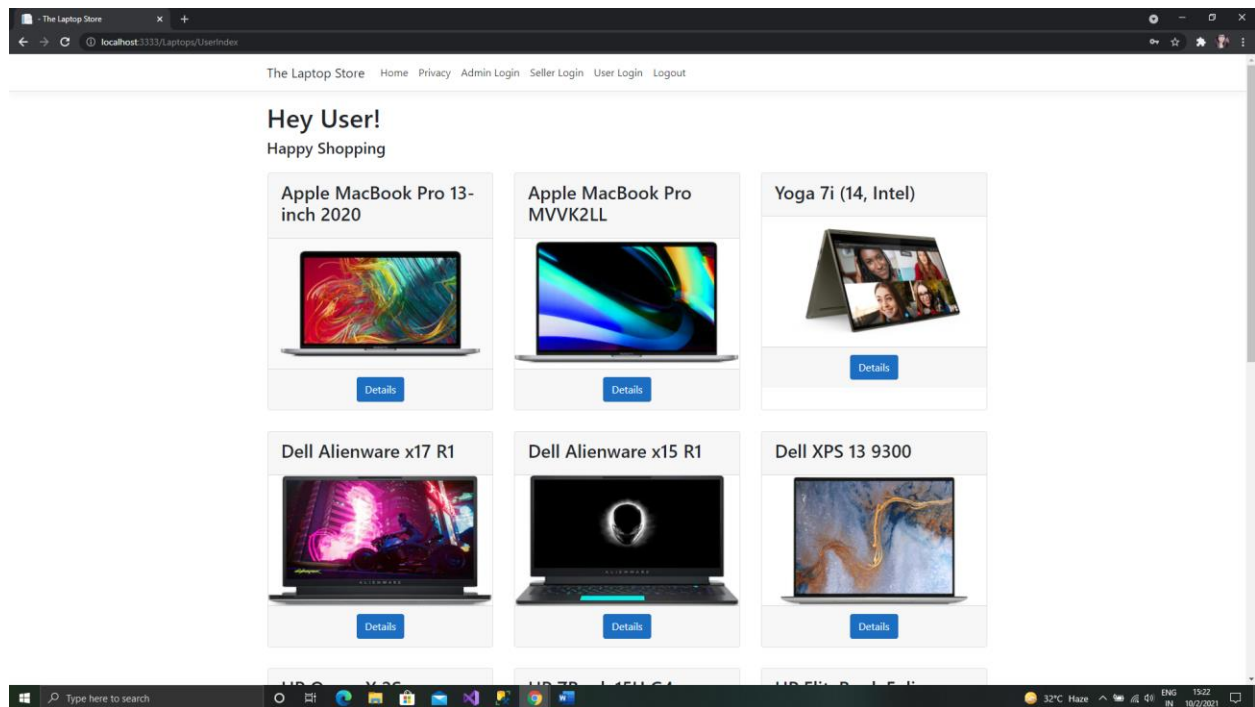 - The Laptop Store
localhost:3333/Laptops/UserIndex
The Laptop Store Home Privacy Admin Login Seller Login User Login Logout
Hey User!
Happy Shopping
Apple MacBook Pro 13-
inch 2020
Apple MacBook Pro
MVVK2LL
Yoga 7i (14, Intel)
Details
Details
Details
Dell Alienware x17 R1
Dell Alienware x15 R1
Dell XPS 13 9300
ALIENWARE
ALIENWARE
Details
Details
Details
Type here to search
32°C Haze
ENG
IN
15:22
10/2/2021